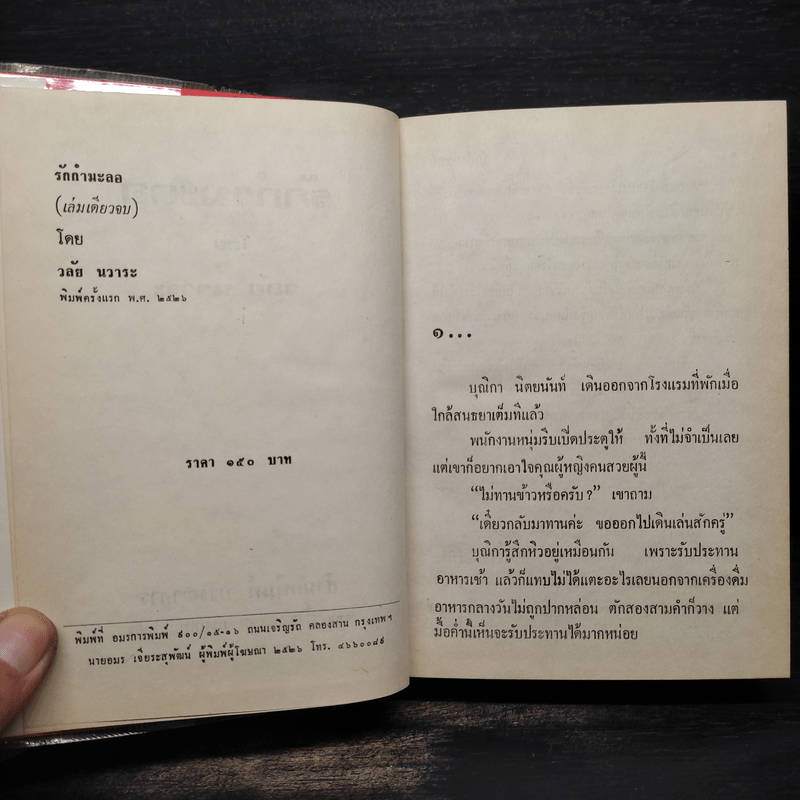 รักกำมะลอ
(เล่มเดียวจบ)
โดย
วลัย นวาระ
พิมพ์ครั้งแรก พ.ศ. ๒๕๒๖
ราคา ๑๕๐ บาท
พิมพ์ที่ อมรการพิมพ์ ๙๐๐/๑๕-๑๖ ถนนเจริญรัถ คลองสาน กรุงเทพฯ
นายอมร เจียระสุพัฒน์ ผู้พิมพ์ผู้โฆษณา ๒๕๒๖ โทร. ๔๖๖๐๐๘๙
๑...
บุณิกา นิตยนันท์ เดินออกจากโรงแรมที่พักเมื่อ
ใกล้สนธยาเต็มทีแล้ว
พนักงานหนุ่มรีบเปิดประตูให้ ทั้งที่ไม่จำเป็นเลย
แต่เขาก็อยากเอาใจคุณผู้หญิงคนสวยผู้นี้
“ไม่ทานข้าวหรือครับ?” เขาถาม
“เดี๋ยวกลับมาทานค่ะ ขอออกไปเดินเล่นสักครู่”
บุณิการู้สึกหิวอยู่เหมือนกัน เพราะรับประทาน
อาหารเช้า แล้วก็แทบไม่ได้แตะอะไรเลยนอกจากเครื่องดื่ม
อาหารกลางวันไม่ถูกปากหล่อน ตักสองสามคำก็วาง แต่
มื้อค่ำนี้เห็นจะรับประทานได้มากหน่อย